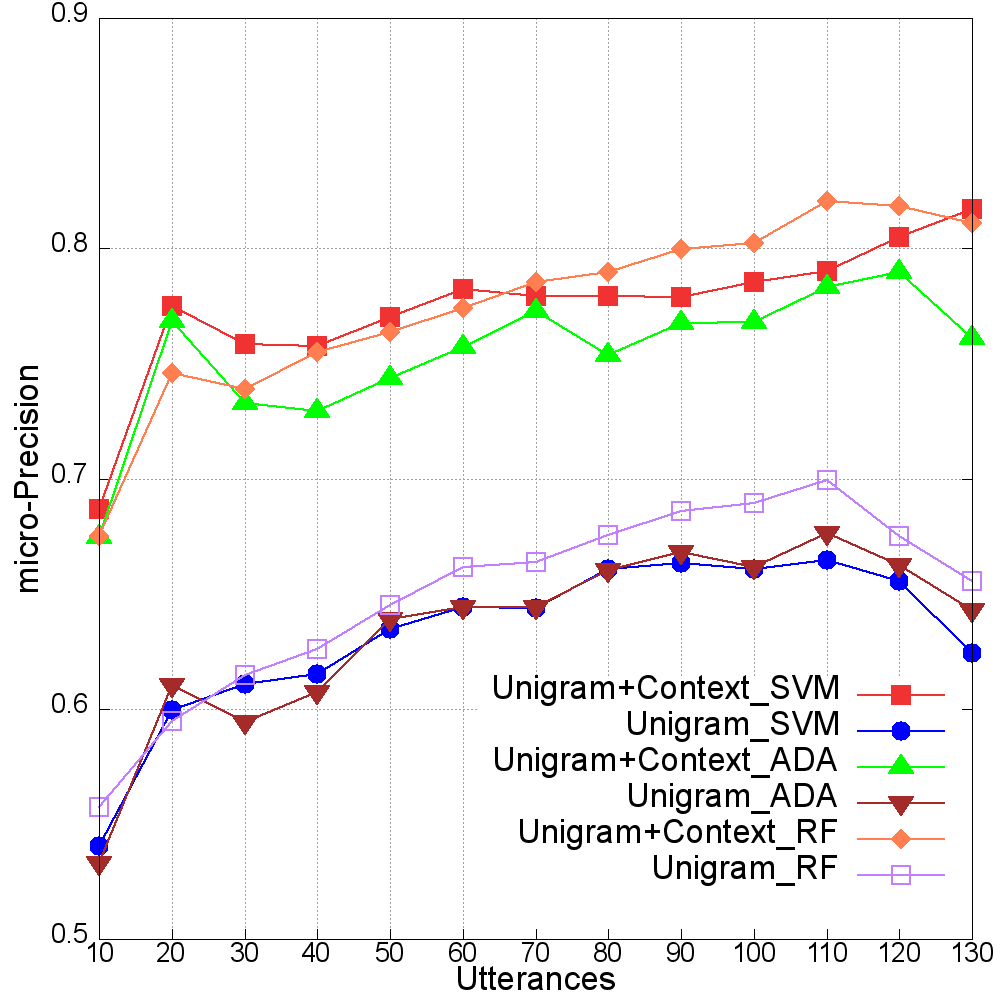 0.9
0.8
0.7
0.6
0.5
micro-Precision
Unigram+Context_SVM
Unigram_SVM
Unigram+Context_ADA
Unigram_ADA
Unigram+Context_RF
Unigram_RF
10 20 30 40 50 60 70 80 90 100 110 120 130
Utterances